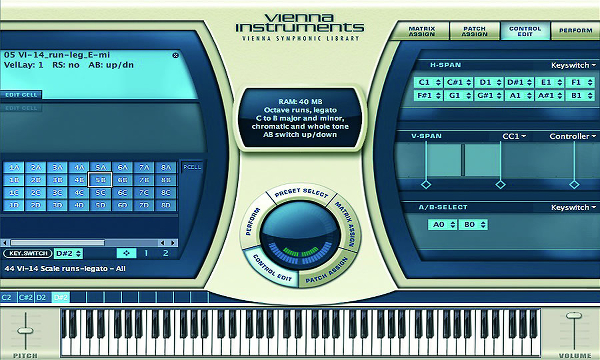 vienna
instruments
VIENNA SYMPHONIC LIBRARY
MATRIX ASSIGN
PATCH ASSIGN
CONTROL EDIT
PERFORM
05 VI-14_run-leg_E-mi
VelLay: 1 RS: no AB: up/dn
EDIT CELL
EDIT CELL
1A 2A 3A 4A 5A 6A 7A 8A PCELL
1B 2B 3B 4B 5B 6B 7B 8B
1C 2C 3C 4C 5C 6C 7C 8C
1D 2D 3D 4D 5D 6D 7D 8D
KEY.SWITCH D#2 1 2
44 VI-14 Scale runs-legato - All
C2 C#2 D2 D#2
RAM: 40 MB
Octave runs, legato
C to B major and minor,
chromatic and whole tone
AB switch up/down
PRESET SELECT
PERFORM
MATRIX ASSIGN
CONTROL EDIT
PATCH ASSIGN
H-SPAN Keyswitch
C1 C#1 D1 D#1 E1 F1
F#1 G1 G#1 A1 A#1 B1
V-SPAN CC1 Controller
A/B-SELECT Keyswitch
A0 B0
PITCH
VOLUME